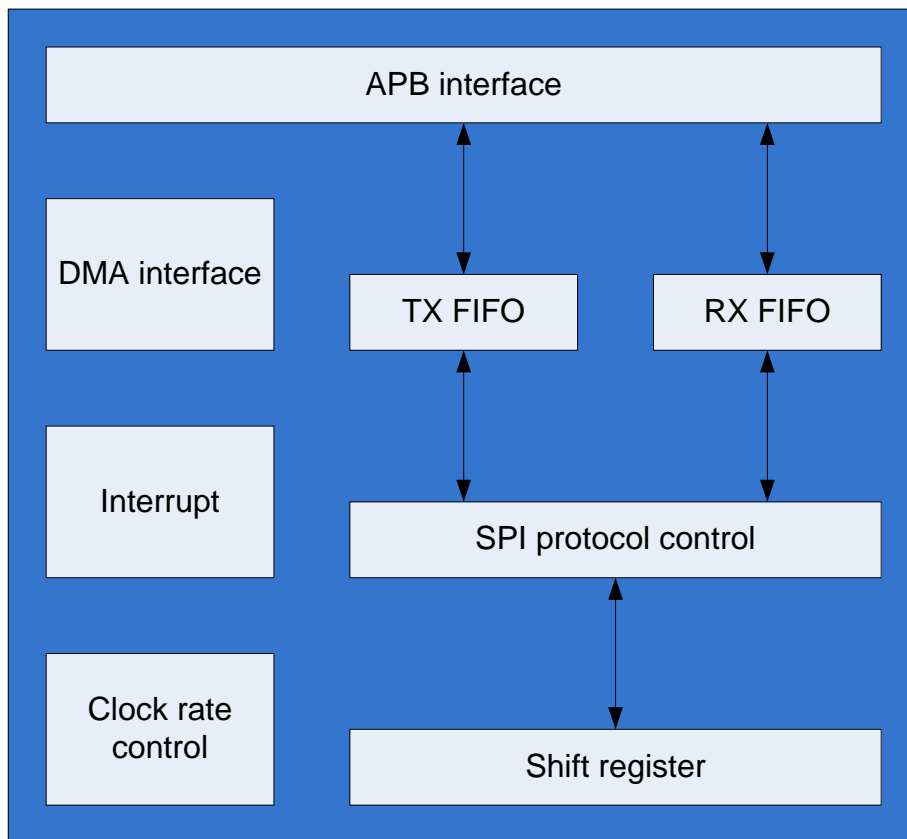 APB interface
DMA interface
TX FIFO
RX FIFO
Interrupt
SPI protocol control
Clock rate
control
Shift register